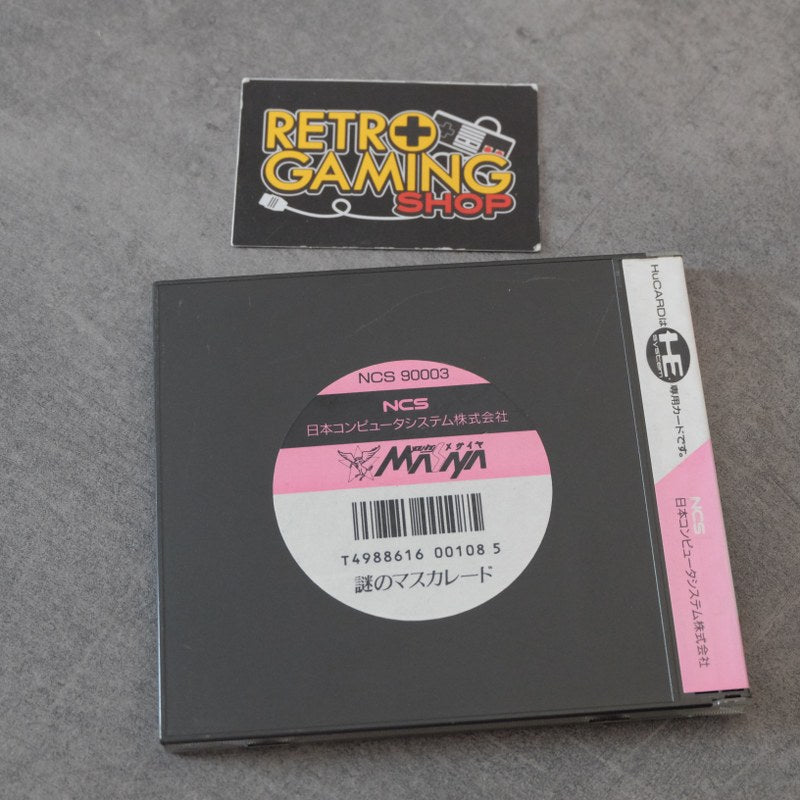 RETRO
GAMING
SHOP
NCS 90003
NCS
日本コンピュータシステム株式会社
メサイヤ
MASAYA
T4988616 00108 5
謎のマスカレード
HuCARDは
HE
SYSTEM
専用カードです。
NCS
日本コンピュータシステム株式会社